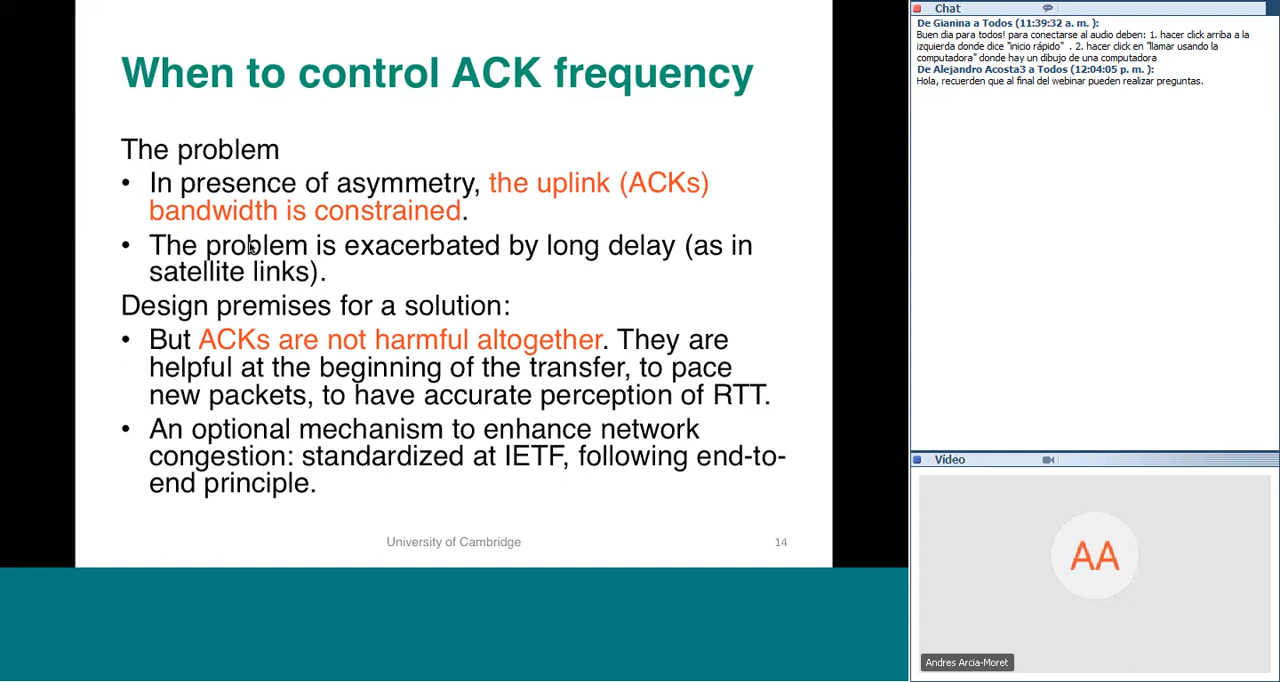 When to control ACK frequency
The problem
• In presence of asymmetry, the uplink (ACKs)
bandwidth is constrained.
• The problem is exacerbated by long delay (as in
satellite links).
Design premises for a solution:
• But ACKs are not harmful altogether. They are
helpful at the beginning of the transfer, to pace
new packets, to have accurate perception of RTT.
• An optional mechanism to enhance network
congestion: standardized at IETF, following end-to-
end principle.
University of Cambridge
14
Chat
De Gianina a Todos (11:39:32 a. m. ):
Buen dia para todos! para conectarse al audio deben: 1. hacer click arriba a la
izquierda donde dice "inicio rápido" . 2. hacer click en "llamar usando la
computadora" donde hay un dibujo de una computadora
De Alejandro Acosta3 a Todos (12:04:05 p. m. ):
Hola, recuerden que al final del webinar pueden realizar preguntas.
Vídeo
AA
Andres Arcia-Moret